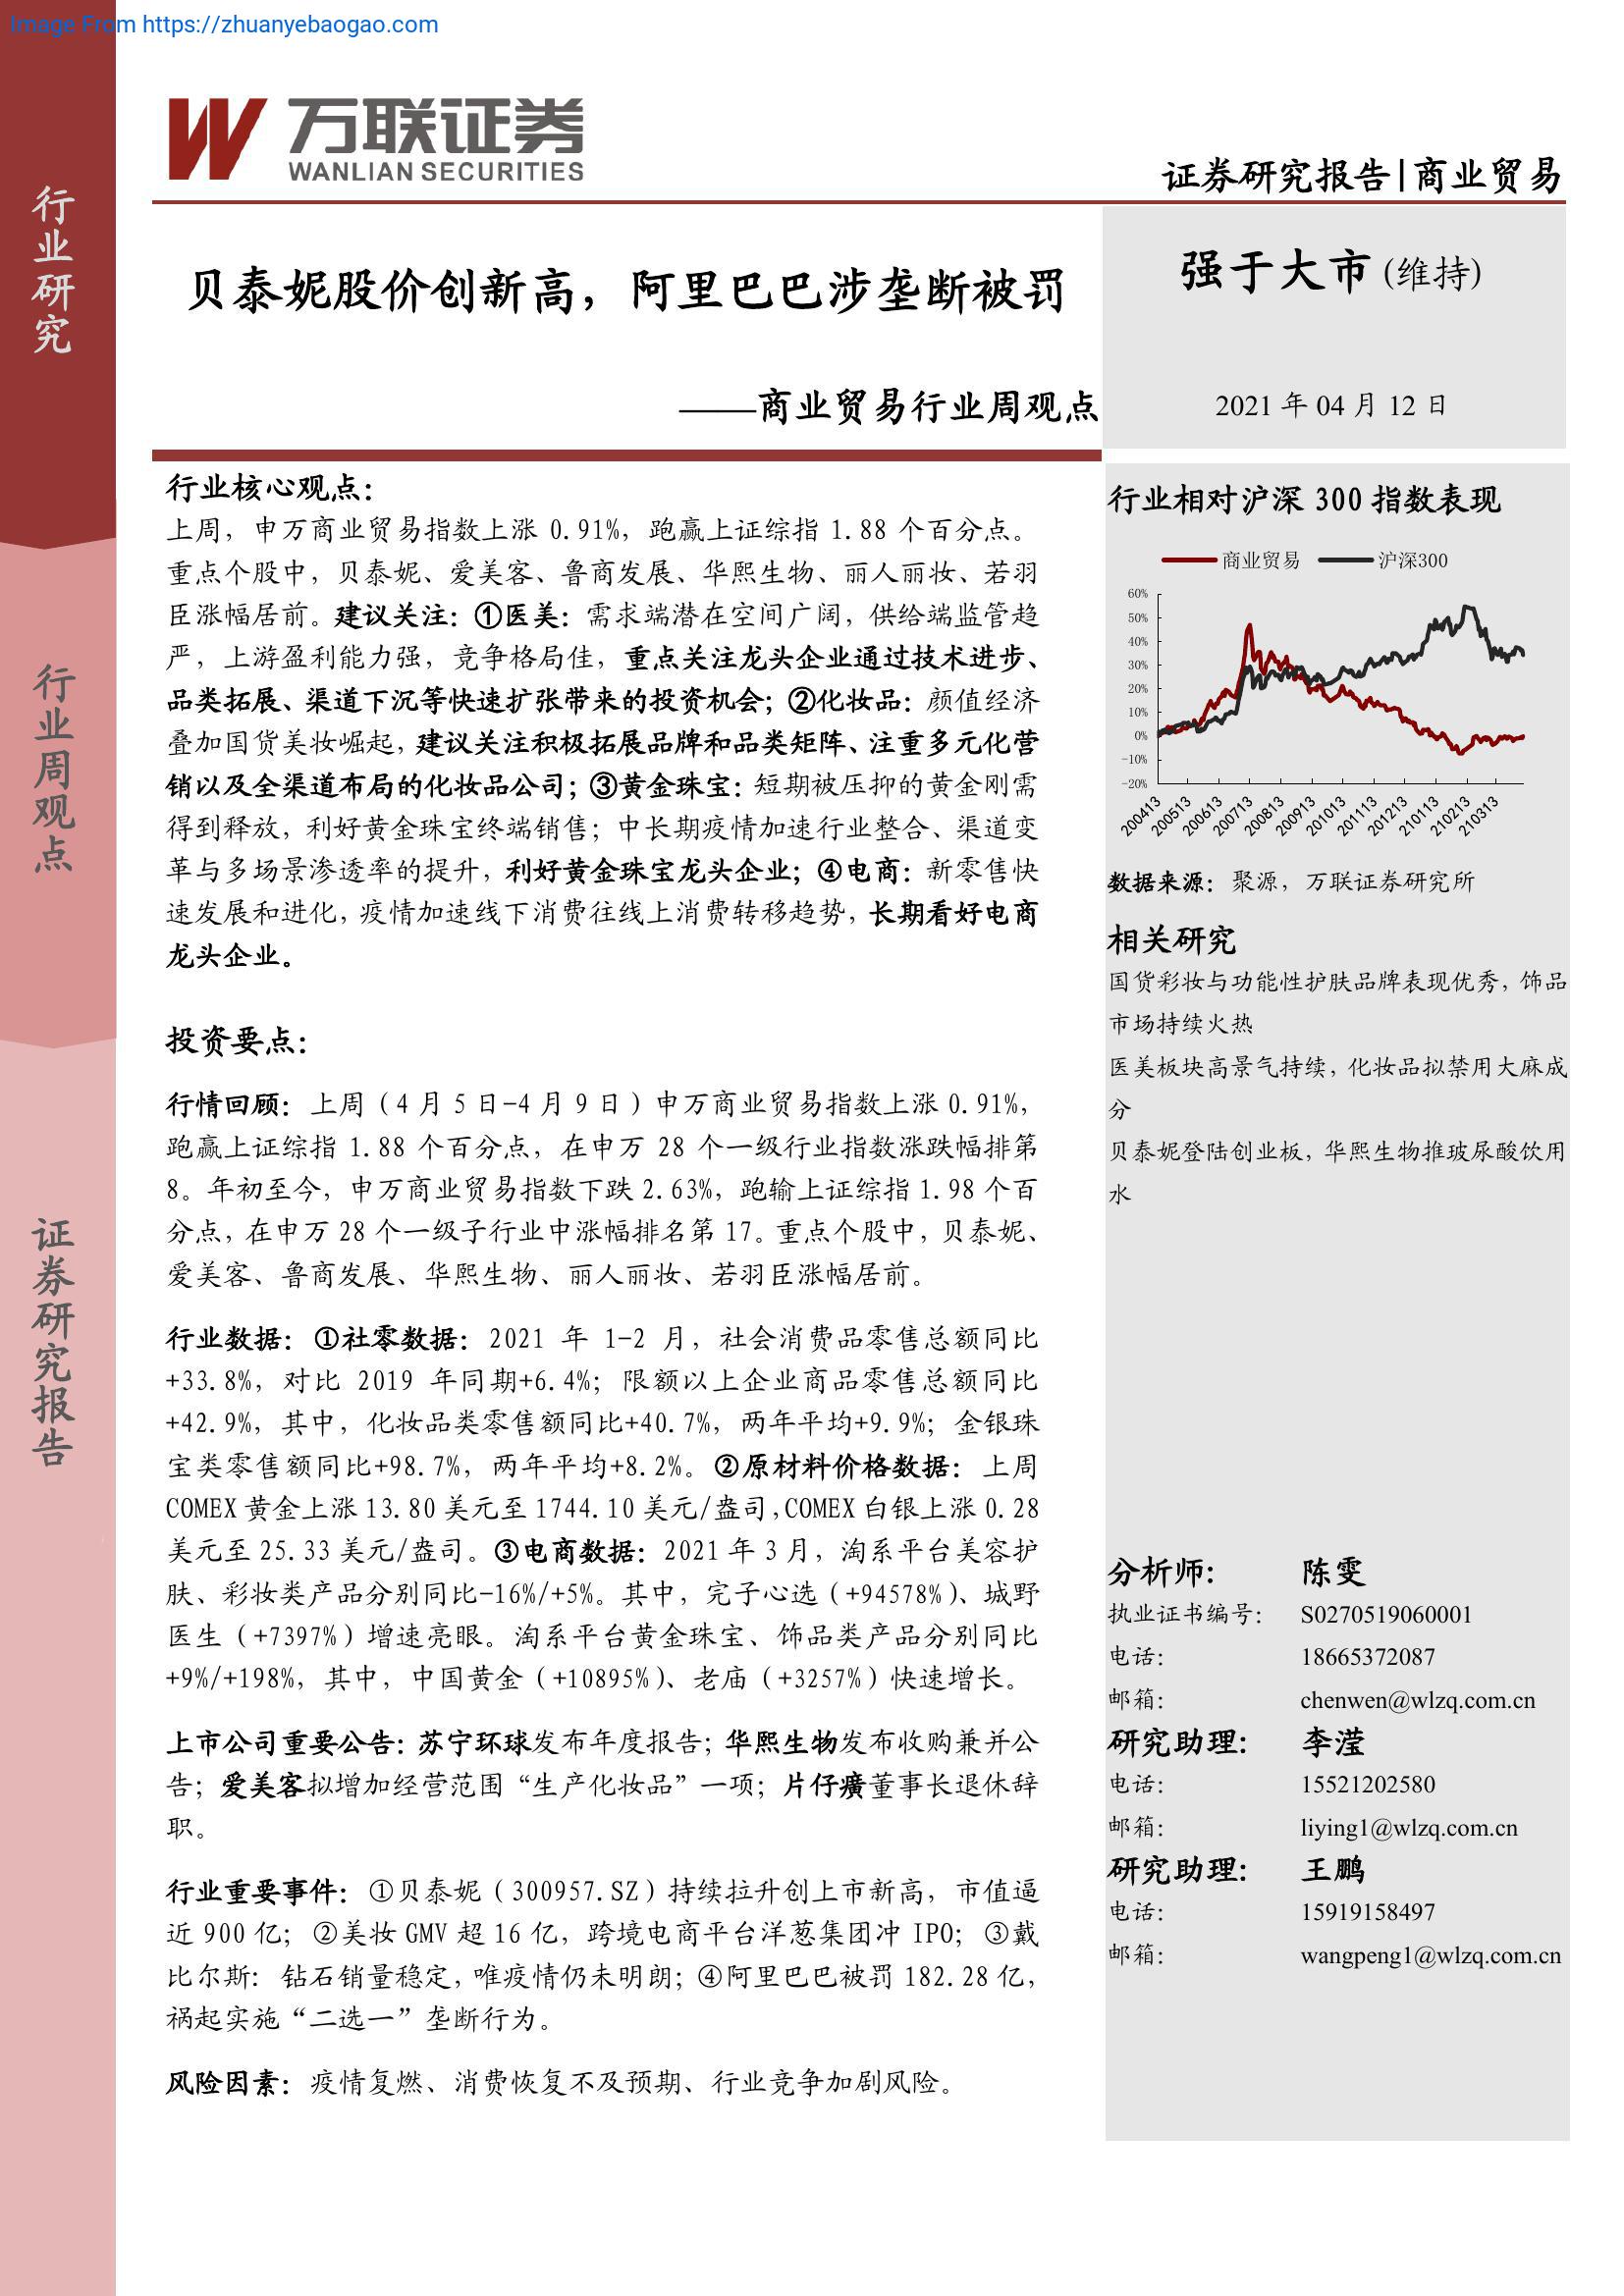 Image From https://zhuanyebaogao.com
行业研究
行业周观点
证券研究报告
万联证券
WANLIAN SECURITIES
证券研究报告|商业贸易
贝泰妮股价创新高，阿里巴巴涉垄断被罚
——商业贸易行业周观点
强于大市(维持)
2021 年 04 月 12 日
行业核心观点：
上周，申万商业贸易指数上涨 0.91%，跑赢上证综指 1.88 个百分点。
重点个股中，贝泰妮、爱美客、鲁商发展、华熙生物、丽人丽妆、若羽
臣涨幅居前。建议关注：①医美：需求端潜在空间广阔，供给端监管趋
严，上游盈利能力强，竞争格局佳，重点关注龙头企业通过技术进步、
品类拓展、渠道下沉等快速扩张带来的投资机会；②化妆品：颜值经济
叠加国货美妆崛起，建议关注积极拓展品牌和品类矩阵、注重多元化营
销以及全渠道布局的化妆品公司；③黄金珠宝：短期被压抑的黄金刚需
得到释放，利好黄金珠宝终端销售；中长期疫情加速行业整合、渠道变
革与多场景渗透率的提升，利好黄金珠宝龙头企业；④电商：新零售快
速发展和进化，疫情加速线下消费往线上消费转移趋势，长期看好电商
龙头企业。
投资要点：
行情回顾：上周（4 月 5 日-4 月 9 日）申万商业贸易指数上涨 0.91%，
跑赢上证综指 1.88 个百分点，在申万 28 个一级行业指数涨跌幅排第
8。年初至今，申万商业贸易指数下跌 2.63%，跑输上证综指 1.98 个百
分点，在申万 28 个一级子行业中涨幅排名第 17。重点个股中，贝泰妮、
爱美客、鲁商发展、华熙生物、丽人丽妆、若羽臣涨幅居前。
行业数据：①社零数据：2021 年 1-2 月，社会消费品零售总额同比
+33.8%，对比 2019 年同期+6.4%；限额以上企业商品零售总额同比
+42.9%，其中，化妆品类零售额同比+40.7%，两年平均+9.9%；金银珠
宝类零售额同比+98.7%，两年平均+8.2%。②原材料价格数据：上周
COMEX 黄金上涨 13.80 美元至 1744.10 美元/盎司,COMEX 白银上涨 0.28
美元至 25.33 美元/盎司。③电商数据：2021 年 3 月，淘系平台美容护
肤、彩妆类产品分别同比-16%/+5%。其中，完子心选（+94578%）、城野
医生（+7397%）增速亮眼。淘系平台黄金珠宝、饰品类产品分别同比
+9%/+198%，其中，中国黄金（+10895%）、老庙（+3257%）快速增长。
上市公司重要公告：苏宁环球发布年度报告；华熙生物发布收购兼并公
告；爱美客拟增加经营范围“生产化妆品”一项；片仔癀董事长退休辞
职。
行业重要事件：①贝泰妮（300957.SZ）持续拉升创上市新高，市值逼
近 900 亿；②美妆 GMV 超 16 亿，跨境电商平台洋葱集团冲 IPO；③戴
比尔斯：钻石销量稳定，唯疫情仍未明朗；④阿里巴巴被罚 182.28 亿，
祸起实施“二选一”垄断行为。
风险因素：疫情复燃、消费恢复不及预期、行业竞争加剧风险。
行业相对沪深 300 指数表现
商业贸易 沪深300
60%
50%
40%
30%
20%
10%
0%
-10%
-20%
200413 200513 200613 200713 200813 200913 201013 201113 201213 210113 210213 210313
数据来源：聚源，万联证券研究所
相关研究
国货彩妆与功能性护肤品牌表现优秀，饰品
市场持续火热
医美板块高景气持续，化妆品拟禁用大麻成
分
贝泰妮登陆创业板，华熙生物推玻尿酸饮用
水
分析师： 陈雯
执业证书编号： S0270519060001
电话： 18665372087
邮箱： chenwen@wlzq.com.cn
研究助理： 李滢
电话： 15521202580
邮箱： liying1@wlzq.com.cn
研究助理： 王鹏
电话： 15919158497
邮箱： wangpeng1@wlzq.com.cn